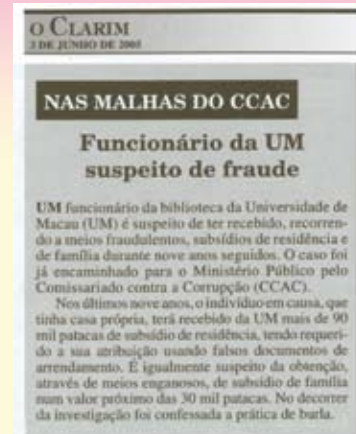 O CLARIM
3 DE JUNHO DE 2005
NAS MALHAS DO CCAC
Funcionário da UM
suspeito de fraude
UM funcionário da biblioteca da Universidade de
Macau (UM) é suspeito de ter recebido, recorren-
do a meios fraudulentos, subsídios de residência e
de família durante nove anos seguidos. O caso foi
já encaminhado para o Ministério Público pelo
Comissariado contra a Corrupção (CCAC).
Nos últimos nove anos, o indivíduo em causa, que
tinha casa própria, terá recebido da UM mais de 90
mil patacas de subsídio de residência, tendo requeri-
do a sua atribuição usando falsos documentos de
arrendamento. É igualmente suspeito da obtenção,
através de meios enganosos, de subsídio de família
num valor próximo das 30 mil patacas. No decorrer
da investigação foi confessada a prática de burla.